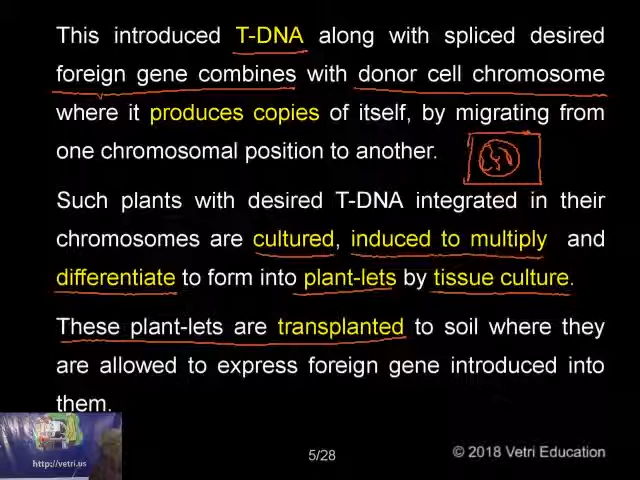 This introduced T-DNA along with spliced desired
foreign gene combines with donor cell chromosome
where it produces copies of itself, by migrating from
one chromosomal position to another.
Such plants with desired T-DNA integrated in their
chromosomes are cultured, induced to multiply and
differentiate to form into plant-lets by tissue culture.
These plant-lets are transplanted to soil where they
are allowed to express foreign gene introduced into
them.
http://vetri.us
5/28
© 2018 Vetri Education